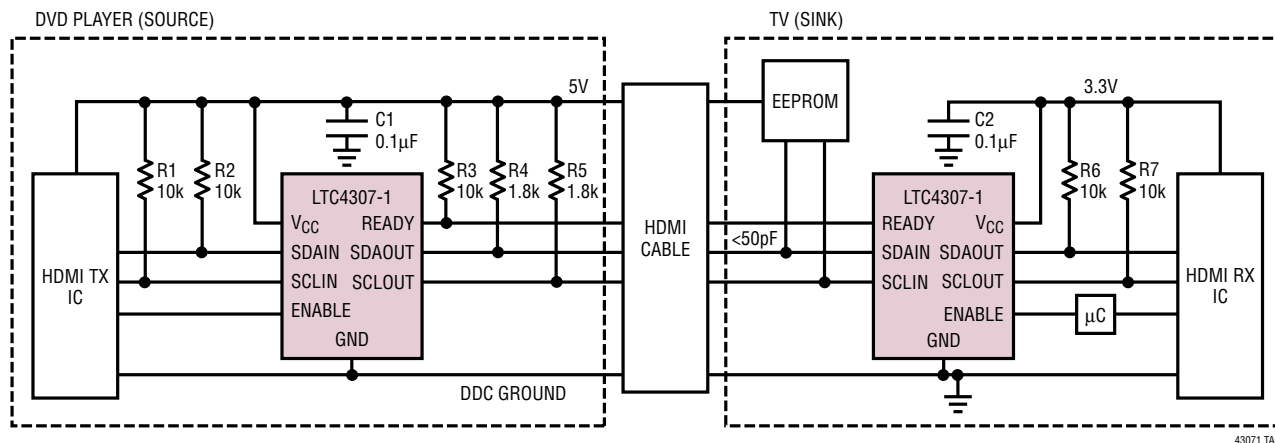 DVD PLAYER (SOURCE)
TV (SINK)
5V
EEPROM
3.3V
C1
0.1µF
C2
0.1µF
R1
10k
R2
10k
R3
10k
R4
1.8k
R5
1.8k
R6
10k
R7
10k
LTC4307-1
VCC
READY
SDAIN
SDAOUT
SCLIN
SCLOUT
ENABLE
GND
HDMI TX
IC
HDMI
CABLE
<50pF
LTC4307-1
READY
VCC
SDAIN
SDAOUT
SCLIN
SCLOUT
ENABLE
GND
µC
HDMI RX
IC
DDC GROUND
43071 TA